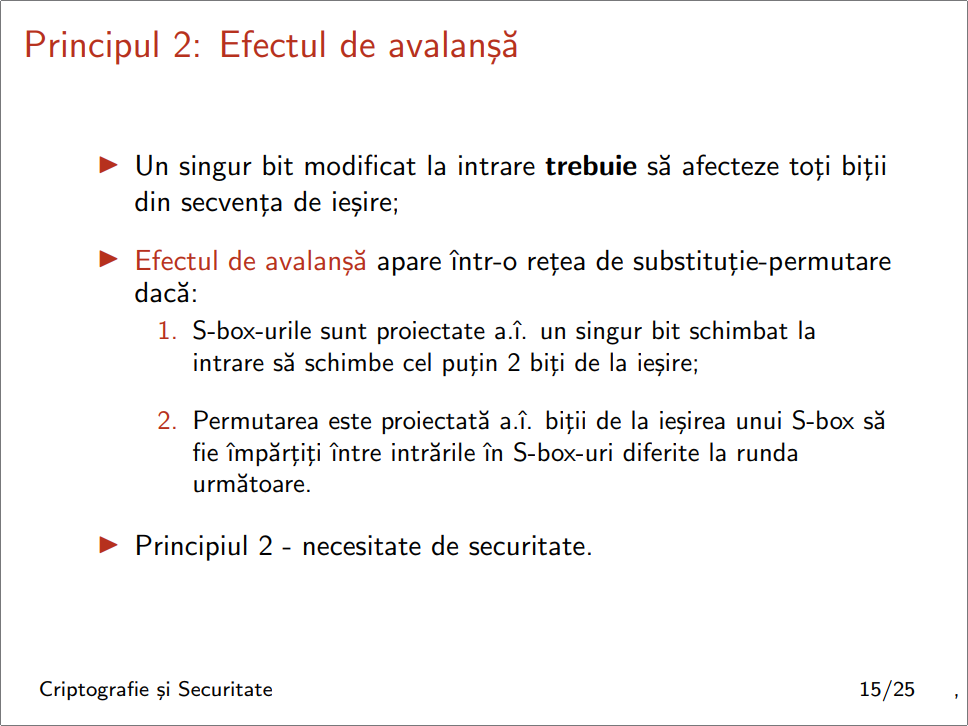 Principul 2: Efectul de avalanșă
Un singur bit modificat la intrare trebuie să afecteze toți biții
din secvența de ieșire;
Efectul de avalanșă apare într-o rețea de substituție-permutare
dacă:
1. S-box-urile sunt proiectate a.î. un singur bit schimbat la
intrare să schimbe cel puțin 2 biți de la ieșire;
2. Permutarea este proiectată a.î. biții de la ieșirea unui S-box să
fie împărțiți între intrările în S-box-uri diferite la runda
următoare.
Principiul 2 - necesitate de securitate.
Criptografie și Securitate 15/25 ,